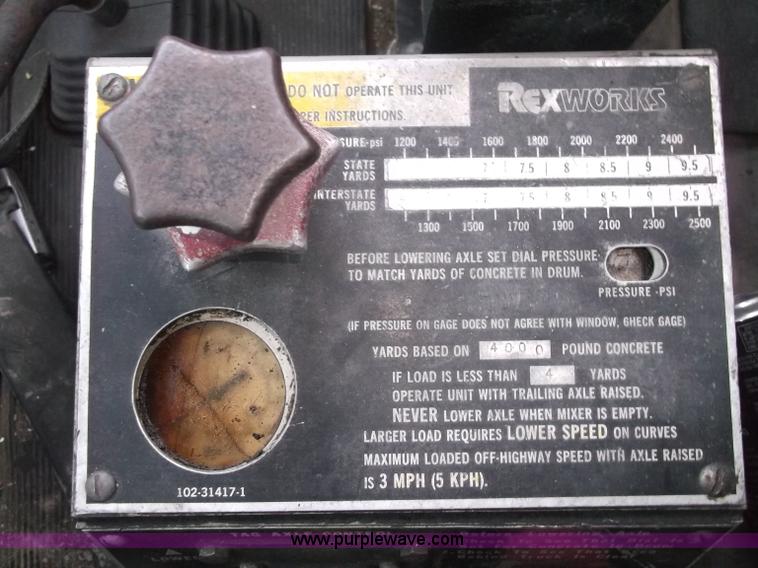 DO NOT OPERATE THIS UNIT
PER INSTRUCTIONS.
REXWORKS
SURE-psi 1200 1400 1600 1800 2000 2200 2400
STATE YARDS 7 7.5 8 8.5 9 9.5
INTERSTATE YARDS 7 7.5 8 8.5 9 9.5
1300 1500 1700 1900 2100 2300 2500
BEFORE LOWERING AXLE SET DIAL PRESSURE
TO MATCH YARDS OF CONCRETE IN DRUM.
PRESSURE -PSI
(IF PRESSURE ON GAGE DOES NOT AGREE WITH WINDOW, CHECK GAGE)
YARDS BASED ON 4000 POUND CONCRETE
IF LOAD IS LESS THAN 4 YARDS
OPERATE UNIT WITH TRAILING AXLE RAISED.
NEVER LOWER AXLE WHEN MIXER IS EMPTY.
LARGER LOAD REQUIRES LOWER SPEED ON CURVES
MAXIMUM LOADED OFF-HIGHWAY SPEED WITH AXLE RAISED
IS 3 MPH (5 KPH).
102-31417-1
TAG
www.purplewave.com